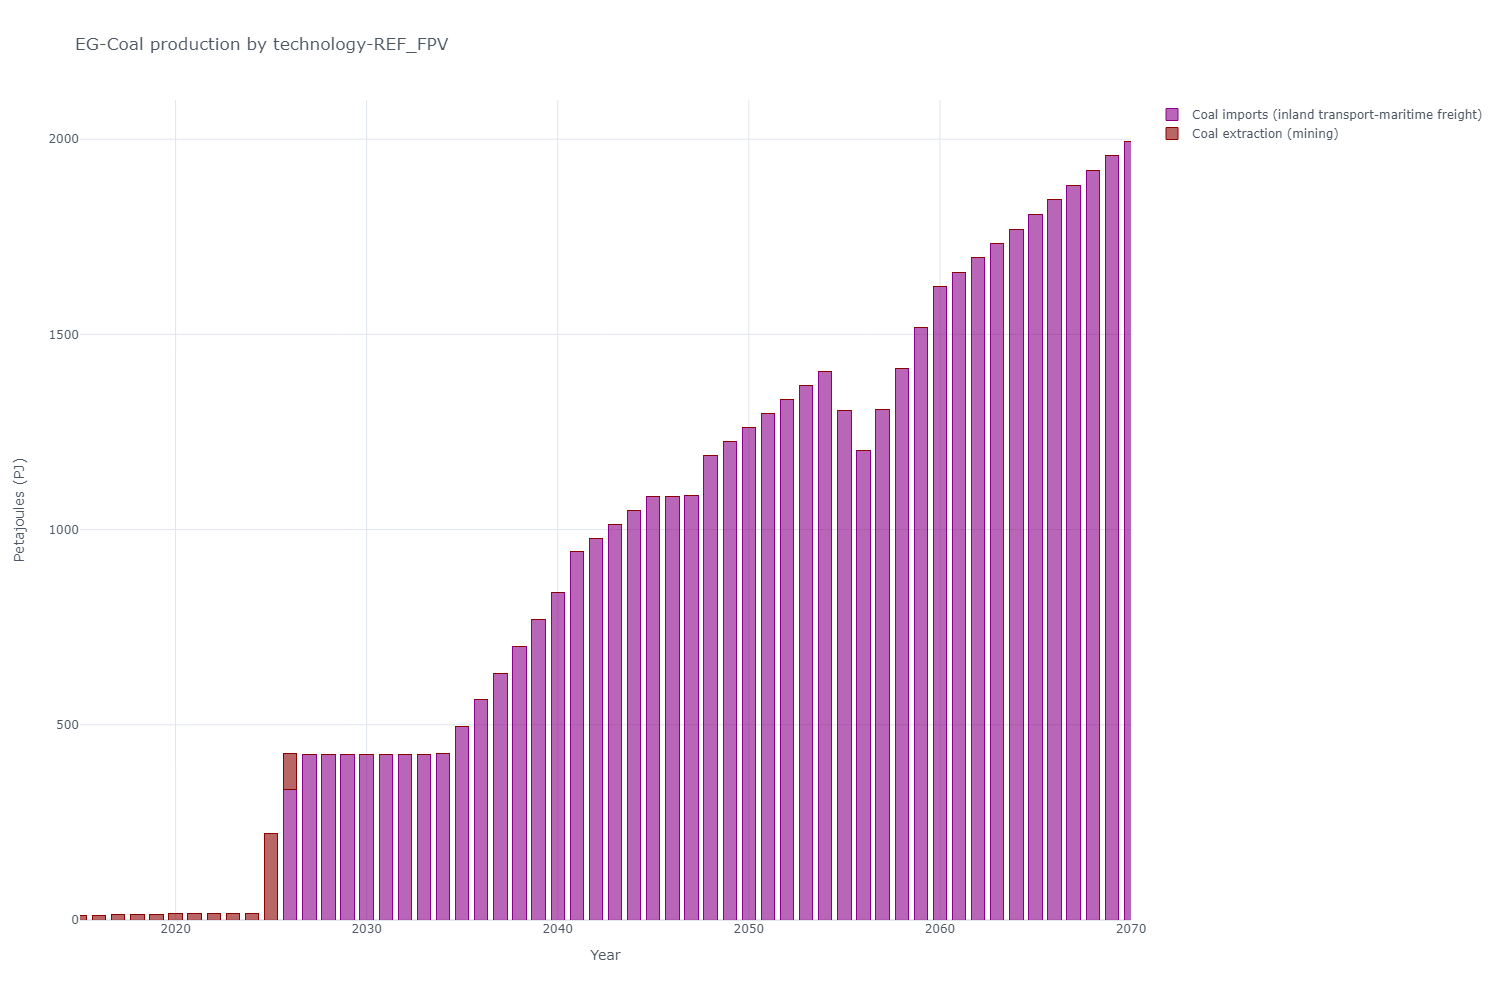 EG-Coal production by technology-REF_FPV
Coal imports (inland transport-maritime freight)
Coal extraction (mining)
Petajoules (PJ)
2000
1500
1000
500
0
2020
2030
2040
2050
2060
2070
Year